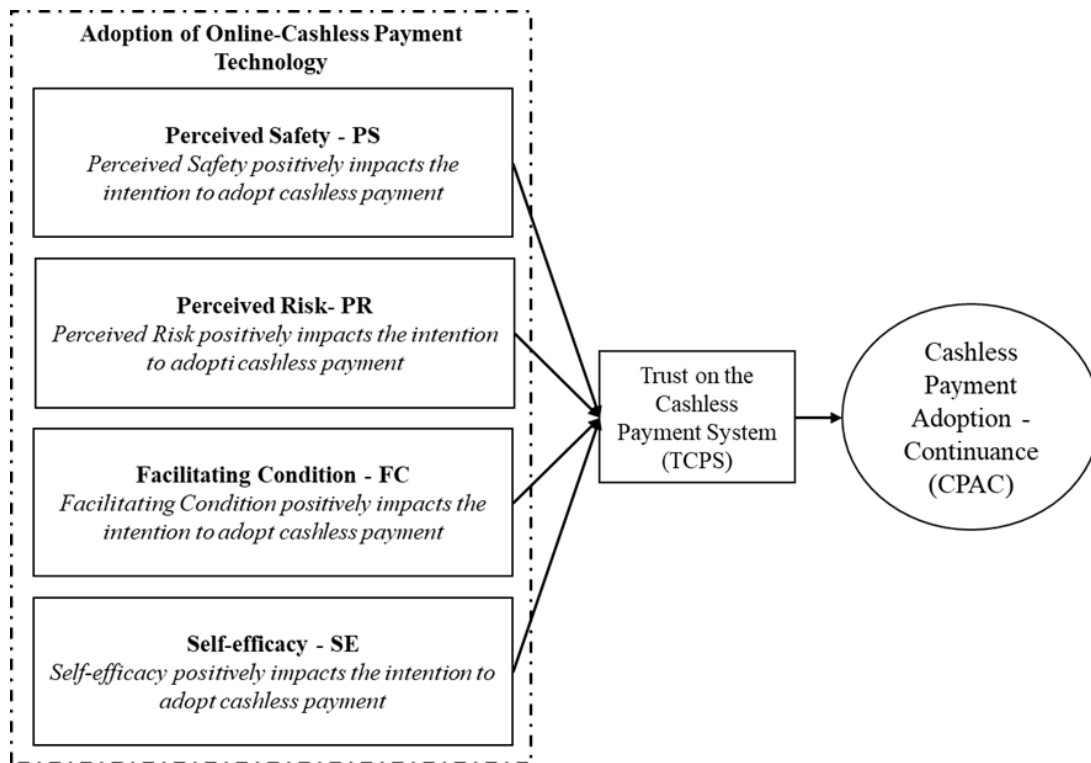 Adoption of Online-Cashless Payment
Technology
Perceived Safety - PS
Perceived Safety positively impacts the
intention to adopt cashless payment
Perceived Risk- PR
Perceived Risk positively impacts the intention
to adopti cashless payment
Facilitating Condition - FC
Facilitating Condition positively impacts the
intention to adopt cashless payment
Self-efficacy - SE
Self-efficacy positively impacts the intention to
adopt cashless payment
Trust on the
Cashless
Payment System
(TCPS)
Cashless
Payment
Adoption -
Continuance
(CPAC)